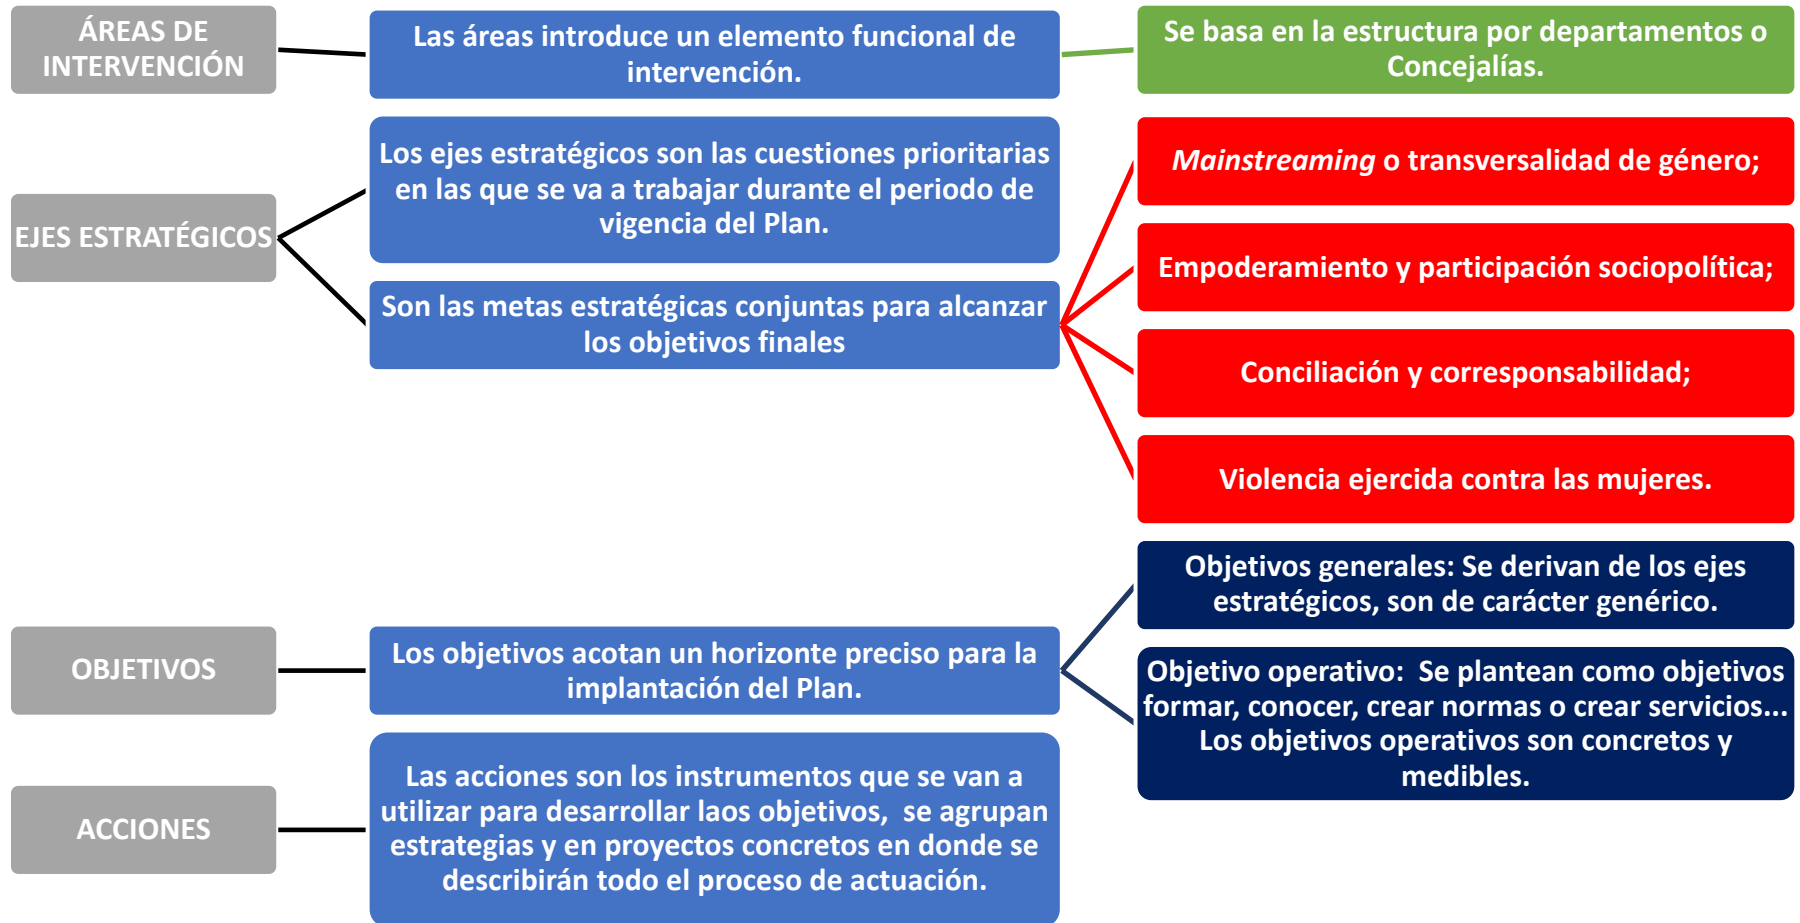 ÁREAS DE
INTERVENCIÓN
Las áreas introduce un elemento funcional de
intervención.
Se basa en la estructura por departamentos o
Concejalías.
EJES ESTRATÉGICOS
Los ejes estratégicos son las cuestiones prioritarias
en las que se va a trabajar durante el periodo de
vigencia del Plan.
Son las metas estratégicas conjuntas para alcanzar
los objetivos finales
Mainstreaming o transversalidad de género;
Empoderamiento y participación sociopolítica;
Conciliación y corresponsabilidad;
Violencia ejercida contra las mujeres.
OBJETIVOS
Los objetivos acotan un horizonte preciso para la
implantación del Plan.
Objetivos generales: Se derivan de los ejes
estratégicos, son de carácter genérico.
Objetivo operativo:  Se plantean como objetivos
formar, conocer, crear normas o crear servicios...
Los objetivos operativos son concretos y
medibles.
ACCIONES
Las acciones son los instrumentos que se van a
utilizar para desarrollar laos objetivos,  se agrupan
estrategias y en proyectos concretos en donde se
describirán todo el proceso de actuación.